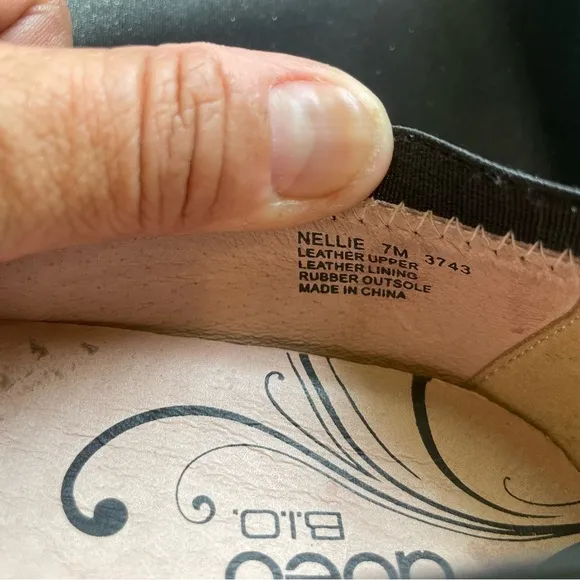 NELLIE 7M 3743
LEATHER UPPER
LEATHER LINING
RUBBER OUTSOLE
MADE IN CHINA
B.I.O.